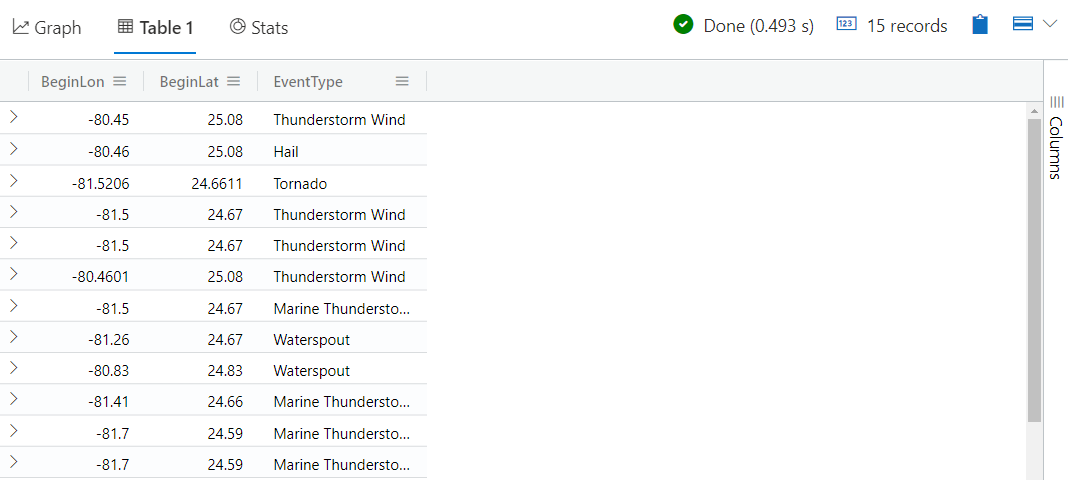 Graph Table 1 Stats Done (0.493 s) 123 15 records
BeginLon BeginLat EventType
-80.45 25.08 Thunderstorm Wind
-80.46 25.08 Hail
-81.5206 24.6611 Tornado
-81.5 24.67 Thunderstorm Wind
-81.5 24.67 Thunderstorm Wind
-80.4601 25.08 Thunderstorm Wind
-81.5 24.67 Marine Thundersto...
-81.26 24.67 Waterspout
-80.83 24.83 Waterspout
-81.41 24.66 Marine Thundersto...
-81.7 24.59 Marine Thundersto...
-81.7 24.59 Marine Thundersto...
Columns